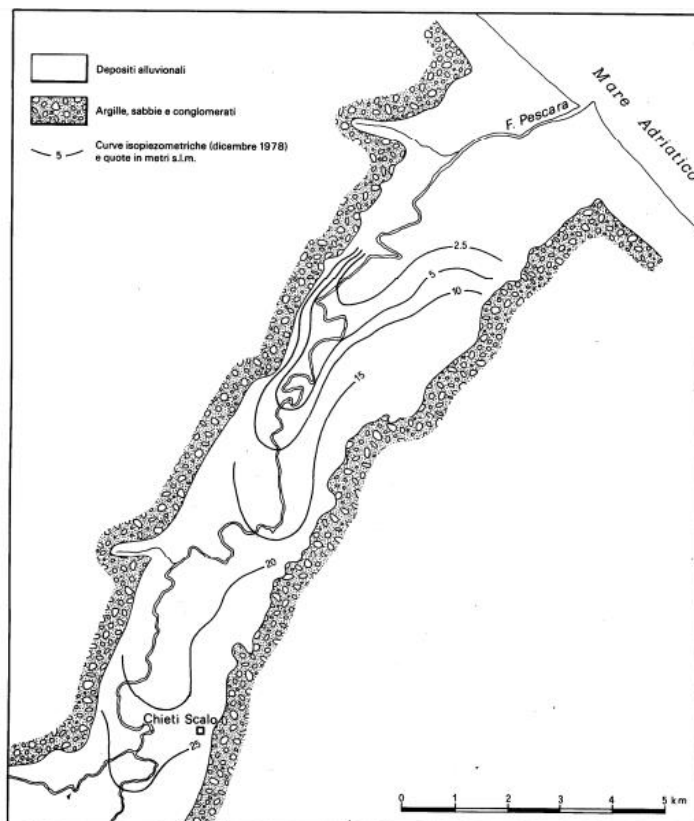 Depositi alluvionali
Argille, sabbie e conglomerati
5
Curve isopiezometriche (dicembre 1978)
e quote in metri s.l.m.
Mare Adriatico
F. Pescara
2.5
5
10
15
20
Chieti Scalo
25
0 1 2 3 4 5 km